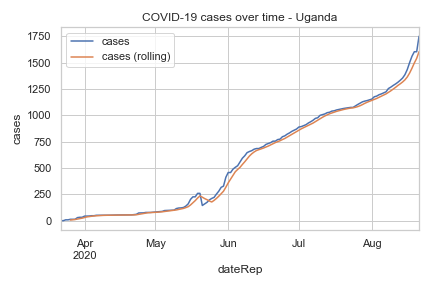 COVID-19 cases over time - Uganda
cases
cases (rolling)
1750
1500
1250
1000
750
500
250
0
cases
Apr
2020
May
Jun
Jul
Aug
dateRep